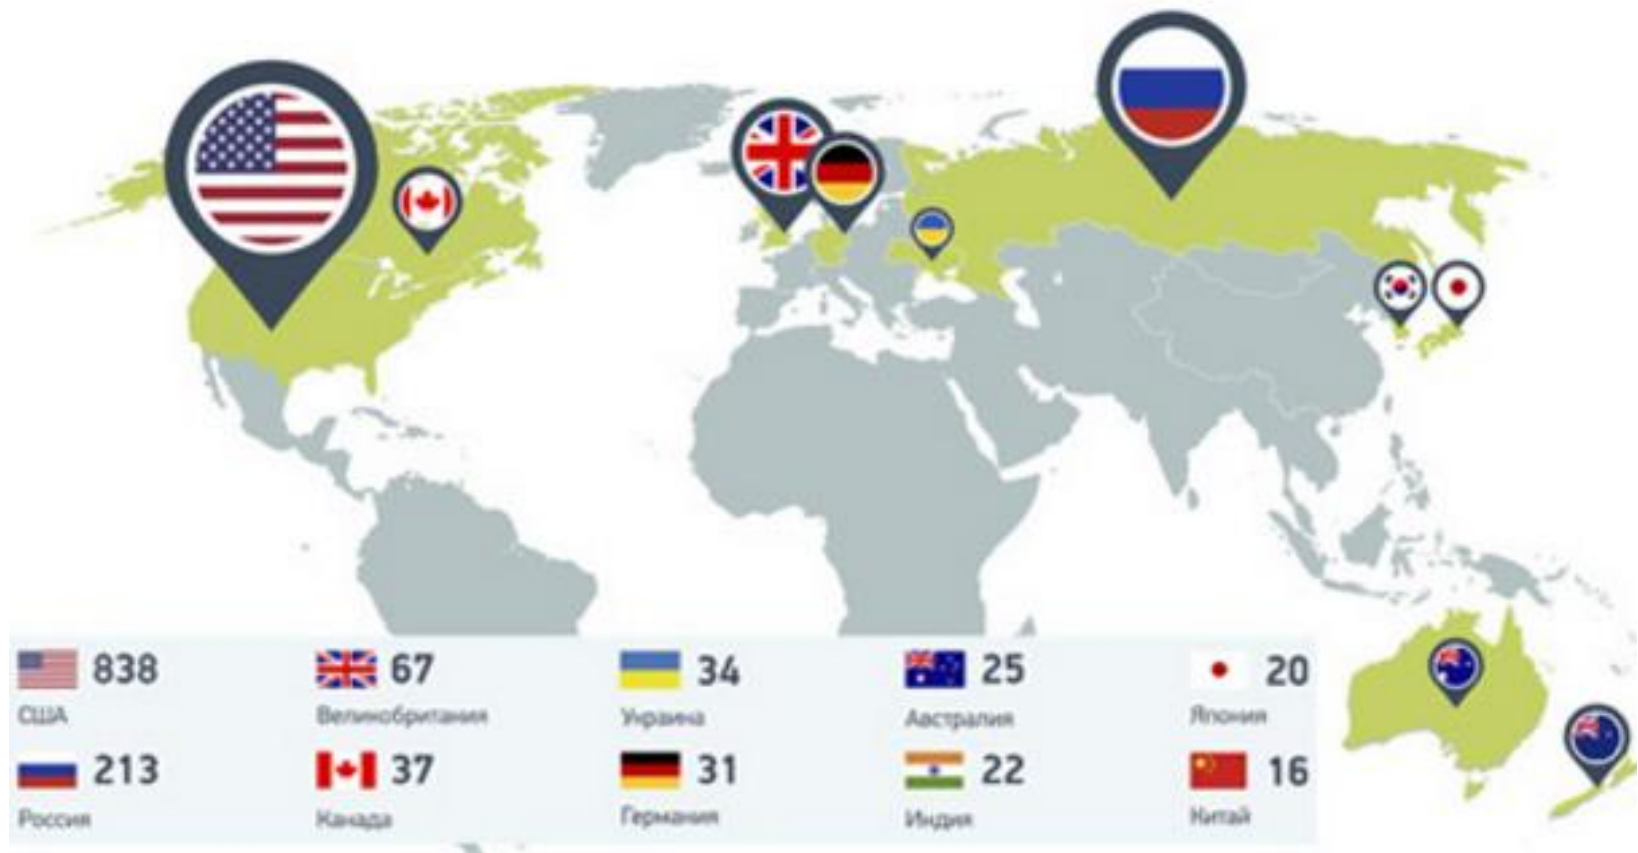 838 67 34 25 20
США Великобритания Украина Австралия Япония
213 37 31 22 16
Россия Канада Германия Индия Китай